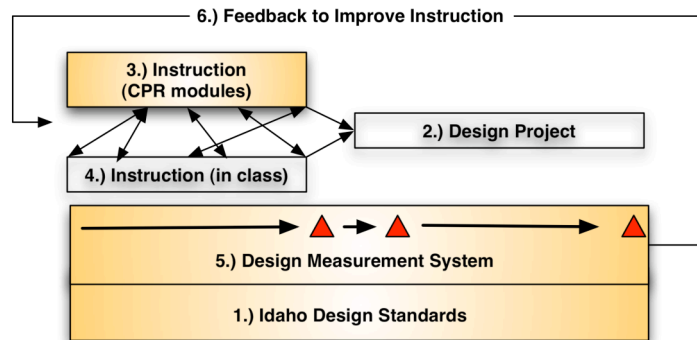 6.) Feedback to Improve Instruction
3.) Instruction
(CPR modules)
2.) Design Project
4.) Instruction (in class)
5.) Design Measurement System
1.) Idaho Design Standards